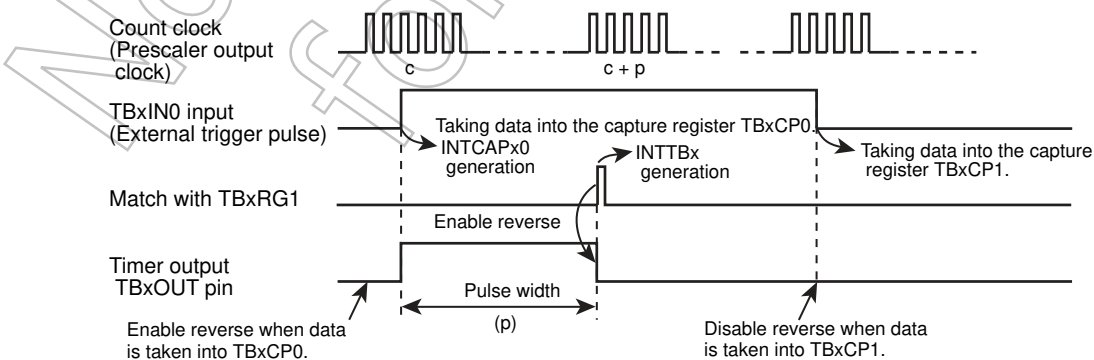 Count clock
(Prescaler output
clock)
c
c + p
TBxIN0 input
(External trigger pulse)
Taking data into the capture register TBxCP0.
INTCAPx0
generation
INTTBx
generation
Taking data into the capture
register TBxCP1.
Match with TBxRG1
Enable reverse
Timer output
TBxOUT pin
Pulse width
(p)
Enable reverse when data
is taken into TBxCP0.
Disable reverse when data
is taken into TBxCP1.